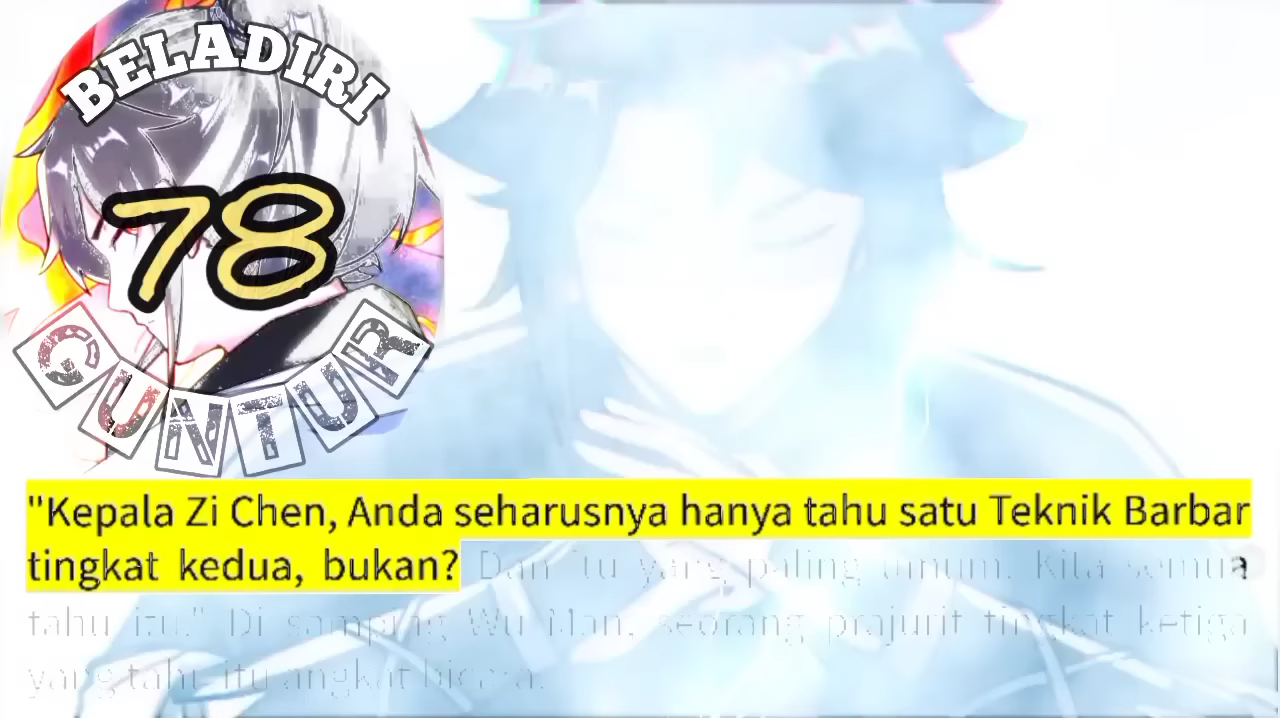 BELADIRI
78
GUNTUR
"Kepala Zi Chen, Anda seharusnya hanya tahu satu Teknik Barbar
tingkat kedua, bukan? Dan itu yang paling umum. Kita semua
tahu itu." Di samping Wu Man, seorang prajurit tingkat ketiga
yang tahu itu angkat bicara.